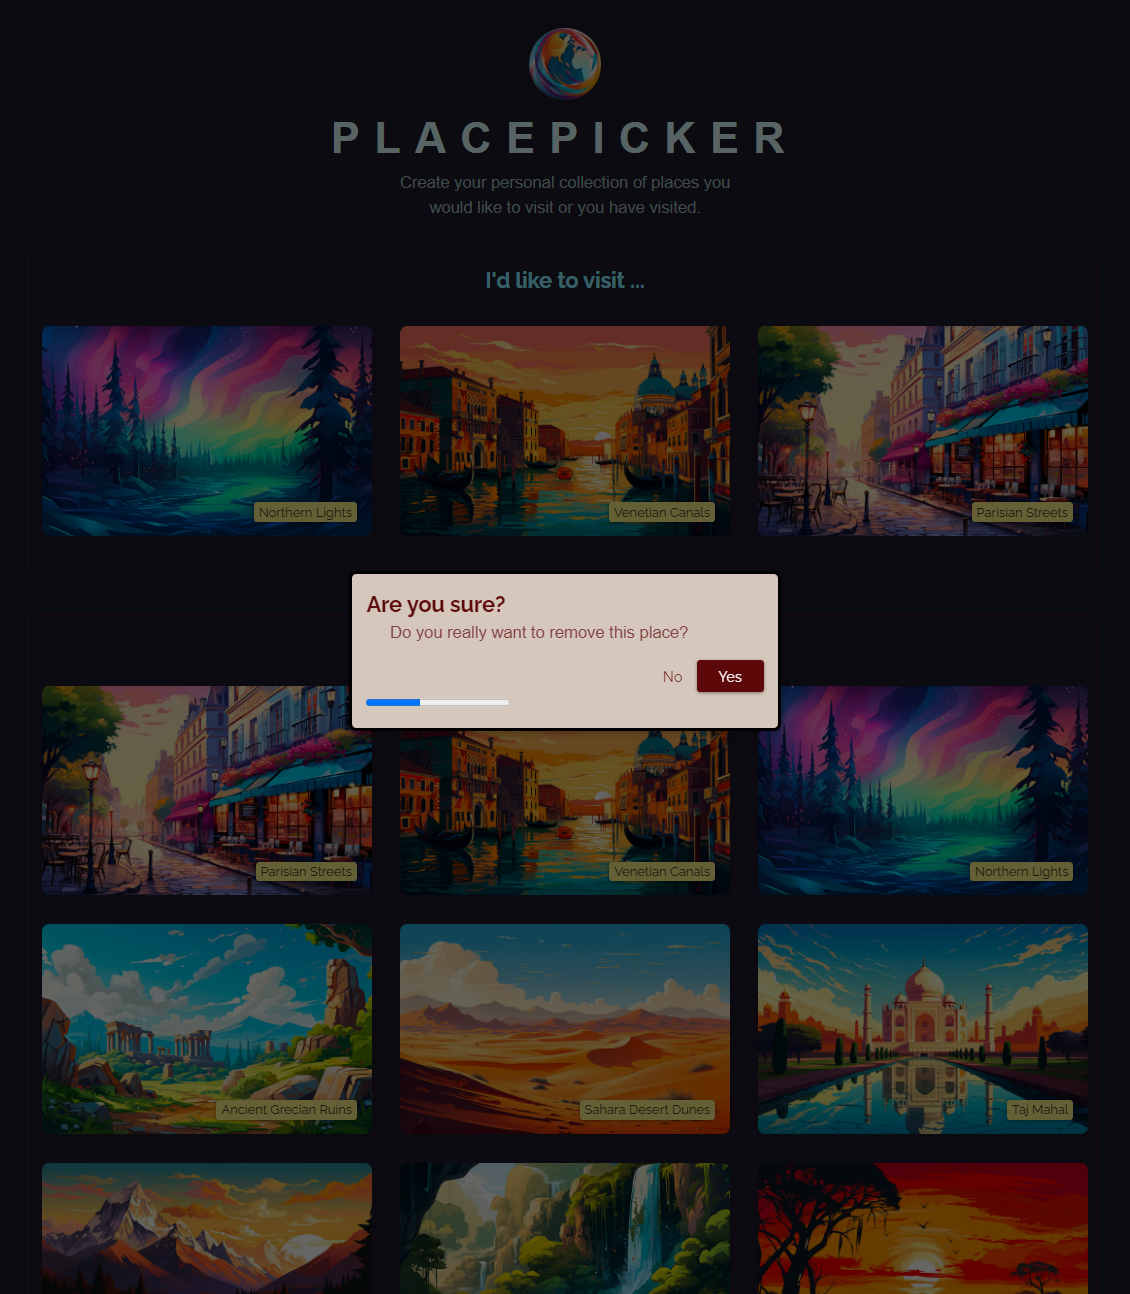 PLACEPICKER
Create your personal collection of places you
would like to visit or you have visited.
I'd like to visit ...
Northern Lights
Venetian Canals
Parisian Streets
Are you sure?
Do you really want to remove this place?
No
Yes
Parisian Streets
Venetian Canals
Northern Lights
Ancient Grecian Ruins
Sahara Desert Dunes
Taj Mahal